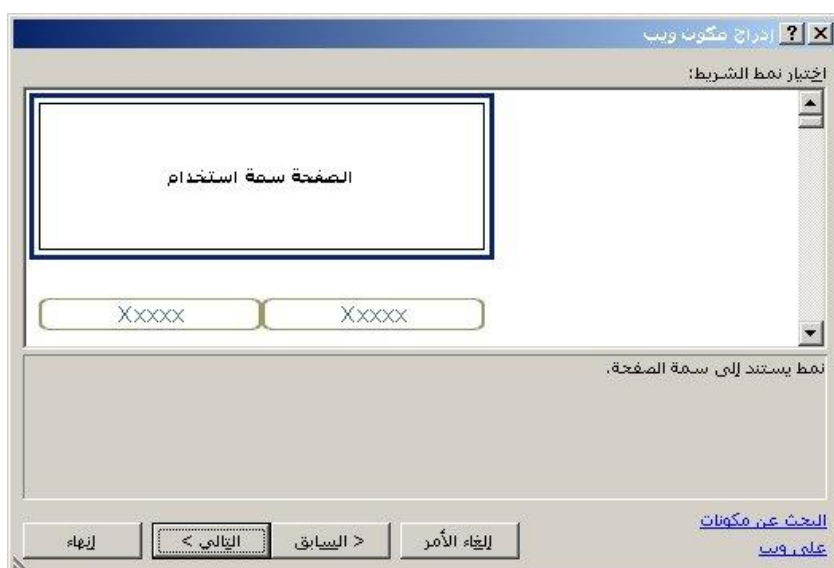 إدراج مكون ويب
اختيار نمط الشريط:
الصفحة سمة استخدام
Xxxxx Xxxxx
نمط يستند إلى سمة الصفحة.
البحث عن مكونات
على ويب
إلغاء الأمر < السابق التالي > إنهاء